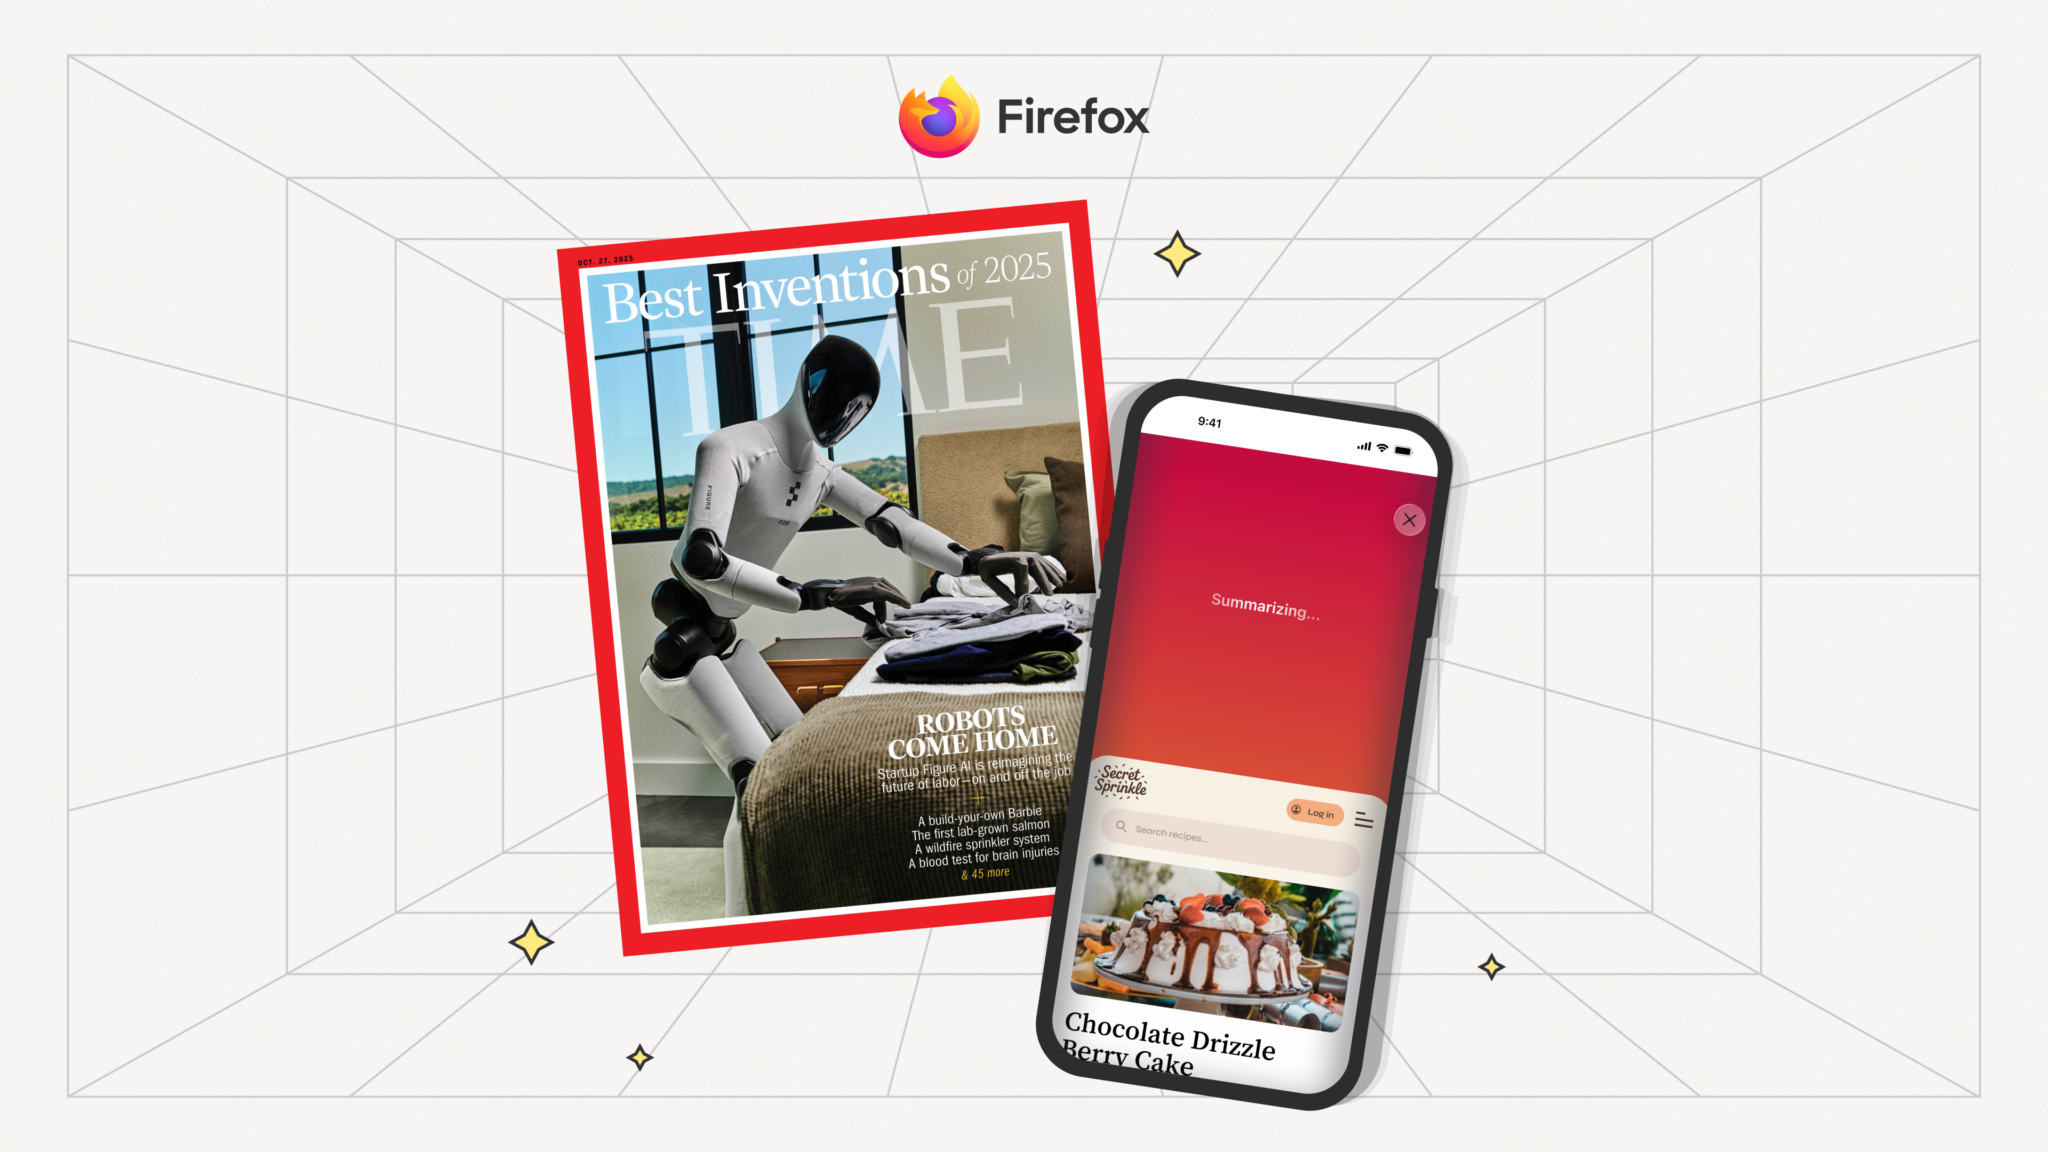 Firefox
OCT. 27, 2025
Best Inventions of 2025
TIME
FIGURE
F.03
ROBOTS
COME HOME
Startup Figure AI is reimagining the
future of labor—on and off the job
A build-your-own Barbie
The first lab-grown salmon
A wildfire sprinkler system
A blood test for brain injuries
& 45 more
9:41
Summarizing...
Secret
Sprinkle
Log in
Search recipes...
Chocolate Drizzle
Berry Cake